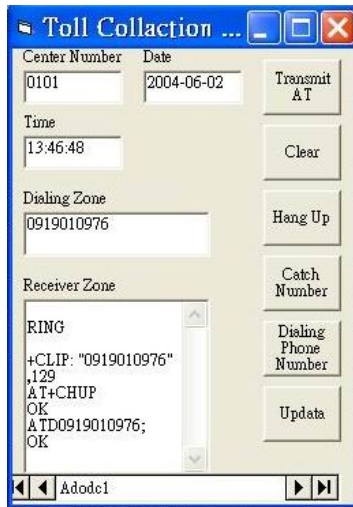 Toll Collaction ...
Center Number Date
0101 2004-06-02
Transmit
AT
Time
13:46:48
Clear
Dialing Zone
0919010976
Hang Up
Receiver Zone
Catch
Number
RING
+CLIP: "0919010976"
,129
AT+CHUP
OK
ATD0919010976;
OK
Dialing
Phone
Number
Updata
Adodc1